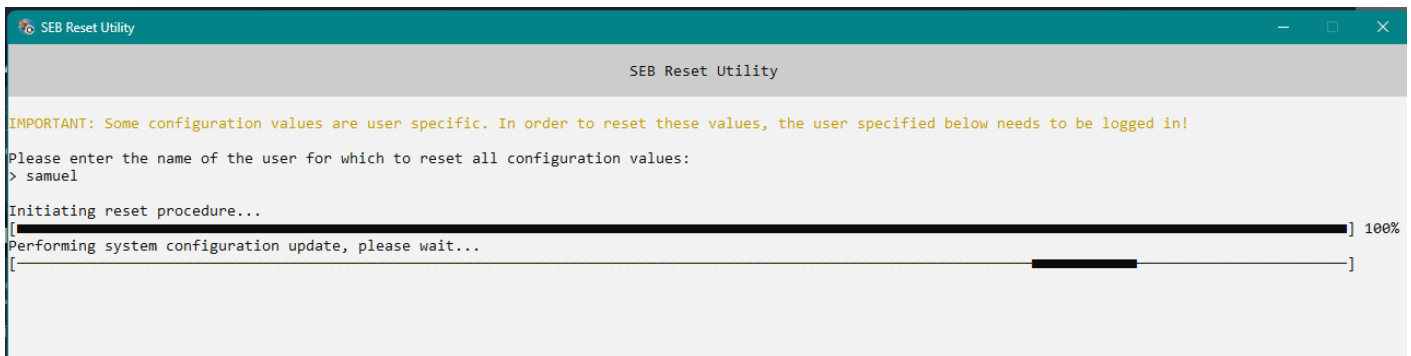 SEB Reset Utility
SEB Reset Utility
IMPORTANT: Some configuration values are user specific. In order to reset these values, the user specified below needs to be logged in!
Please enter the name of the user for which to reset all configuration values:
> samuel
Initiating reset procedure...
[] 100%
Performing system configuration update, please wait...
[]